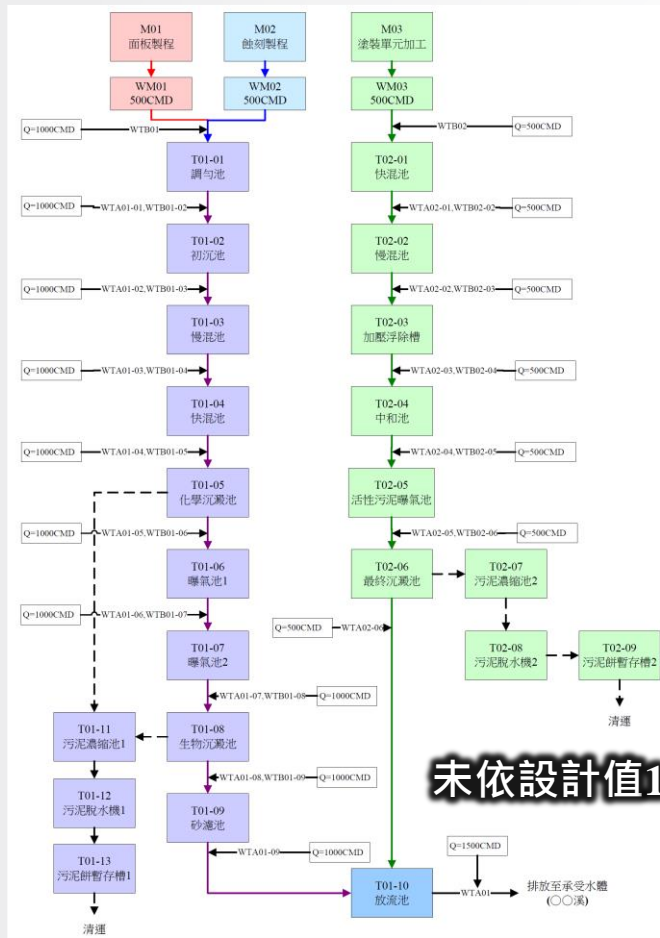 M01
面板製程
M02
蝕刻製程
M03
塗裝單元加工
WM01
500CMD
WM02
500CMD
WM03
500CMD
Q=1000CMD
WTB01
WTB02
Q=500CMD
T01-01
調勻池
T02-01
快混池
Q=1000CMD
WTA01-01,WTB01-02
WTA02-01,WTB02-02
Q=500CMD
T01-02
初沉池
T02-02
慢混池
Q=1000CMD
WTA01-02,WTB01-03
WTA02-02,WTB02-03
Q=500CMD
T01-03
慢混池
T02-03
加壓浮除槽
Q=1000CMD
WTA01-03,WTB01-04
WTA02-03,WTB02-04
Q=500CMD
T01-04
快混池
T02-04
中和池
Q=1000CMD
WTA01-04,WTB01-05
WTA02-04,WTB02-05
Q=500CMD
T01-05
化學沉澱池
T02-05
活性污泥曝氣池
Q=1000CMD
WTA01-05,WTB01-06
WTA02-05,WTB02-06
Q=500CMD
T01-06
曝氣池1
T02-06
最終沉澱池
T02-07
污泥濃縮池2
Q=1000CMD
WTA01-06,WTB01-07
Q=500CMD
WTA02-06
T01-07
曝氣池2
T02-08
污泥脫水機2
T02-09
污泥餅暫存槽2
WTA01-07,WTB01-08
Q=1000CMD
清運
T01-11
污泥濃縮池1
T01-08
生物沉澱池
WTA01-08,WTB01-09
Q=1000CMD
未依設計值1
T01-12
污泥脫水機1
T01-09
砂濾池
WTA01-09
Q=1000CMD
Q=1500CMD
T01-13
污泥餅暫存槽1
T01-10
放流池
WTA01
排放至承受水體
(○○溪)
清運